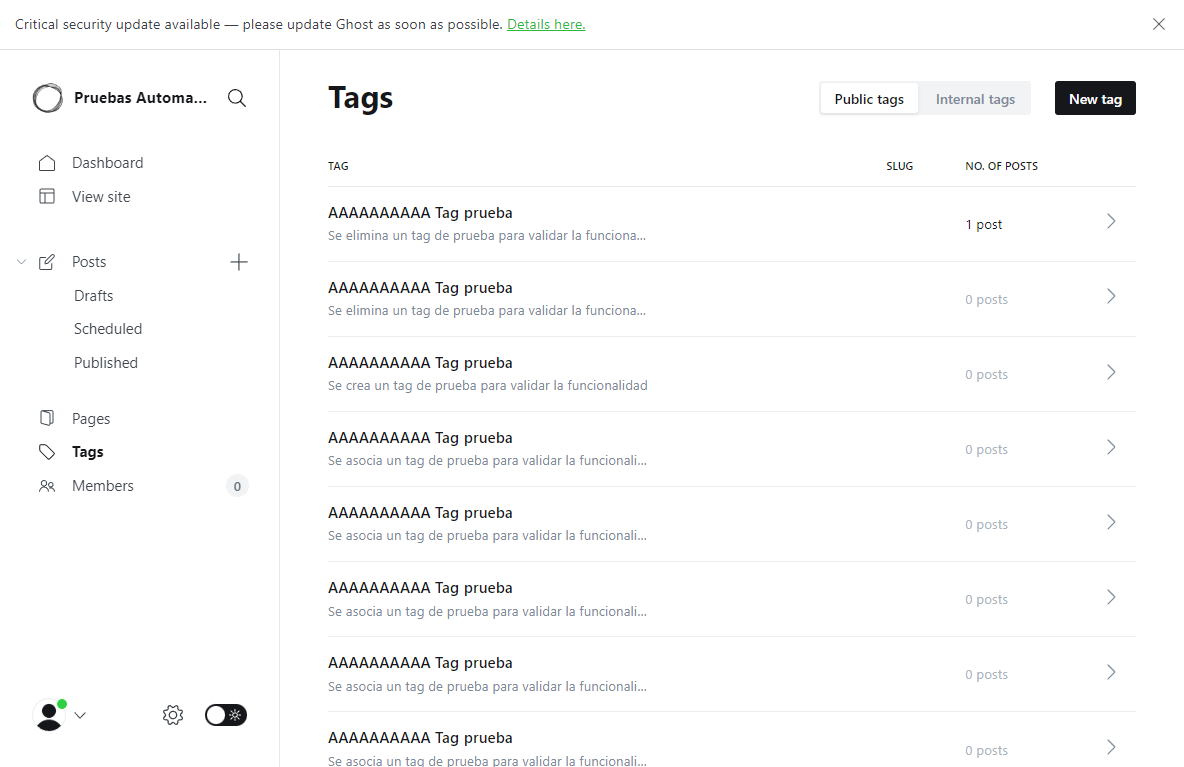 Critical security update available — please update Ghost as soon as possible. Details here.
Pruebas Automa...
Dashboard
View site
Posts
Drafts
Scheduled
Published
Pages
Tags
Members 0
Tags
Public tags Internal tags New tag
TAG SLUG NO. OF POSTS
AAAAAAAAAA Tag prueba
Se elimina un tag de prueba para validar la funciona...
1 post
AAAAAAAAAA Tag prueba
Se elimina un tag de prueba para validar la funciona...
0 posts
AAAAAAAAAA Tag prueba
Se crea un tag de prueba para validar la funcionalidad
0 posts
AAAAAAAAAA Tag prueba
Se asocia un tag de prueba para validar la funcionali...
0 posts
AAAAAAAAAA Tag prueba
Se asocia un tag de prueba para validar la funcionali...
0 posts
AAAAAAAAAA Tag prueba
Se asocia un tag de prueba para validar la funcionali...
0 posts
AAAAAAAAAA Tag prueba
Se asocia un tag de prueba para validar la funcionali...
0 posts
AAAAAAAAAA Tag prueba
Se asocia un tag de prueba para validar la funcionali...
0 posts